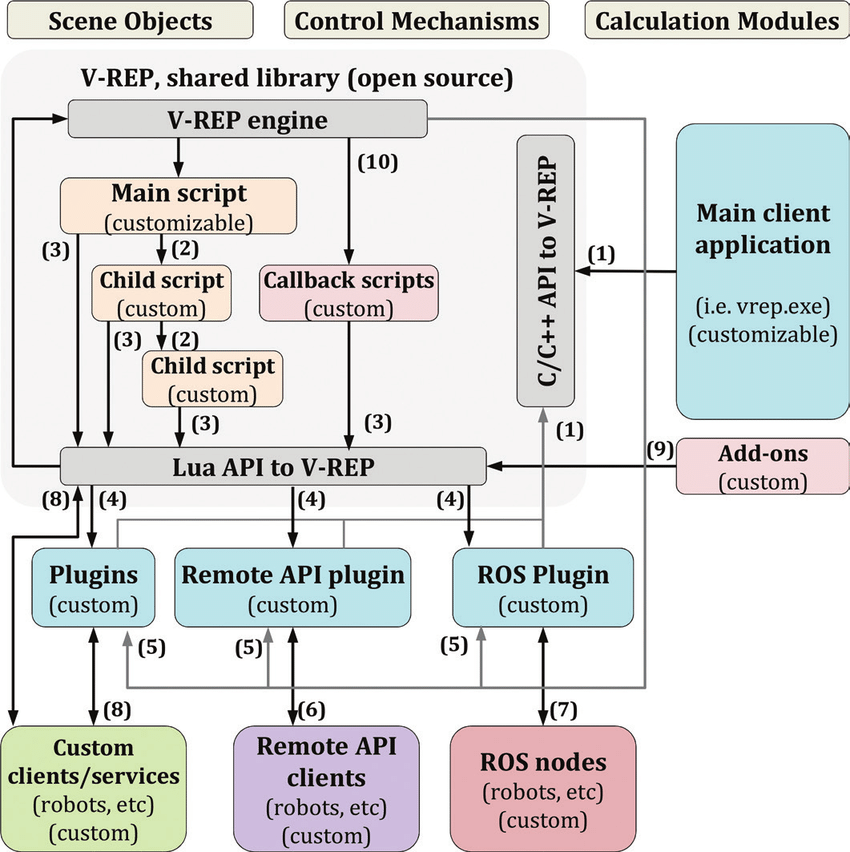 Scene Objects
Control Mechanisms
Calculation Modules
V-REP, shared library (open source)
V-REP engine
(10)
Main script
(customizable)
(3)
(2)
Child script
(custom)
Callback scripts
(custom)
C/C++ API to V-REP
(1)
Main client
application
(i.e. vrep.exe)
(customizable)
(3)
(2)
Child script
(custom)
(3)
(3)
(1)
Lua API to V-REP
(9)
Add-ons
(custom)
(8)
(4)
(4)
(4)
Plugins
(custom)
Remote API plugin
(custom)
ROS Plugin
(custom)
(5)
(5)
(5)
(8)
(6)
(7)
Custom
clients/services
(robots, etc)
(custom)
Remote API
clients
(robots, etc)
(custom)
ROS nodes
(robots, etc)
(custom)